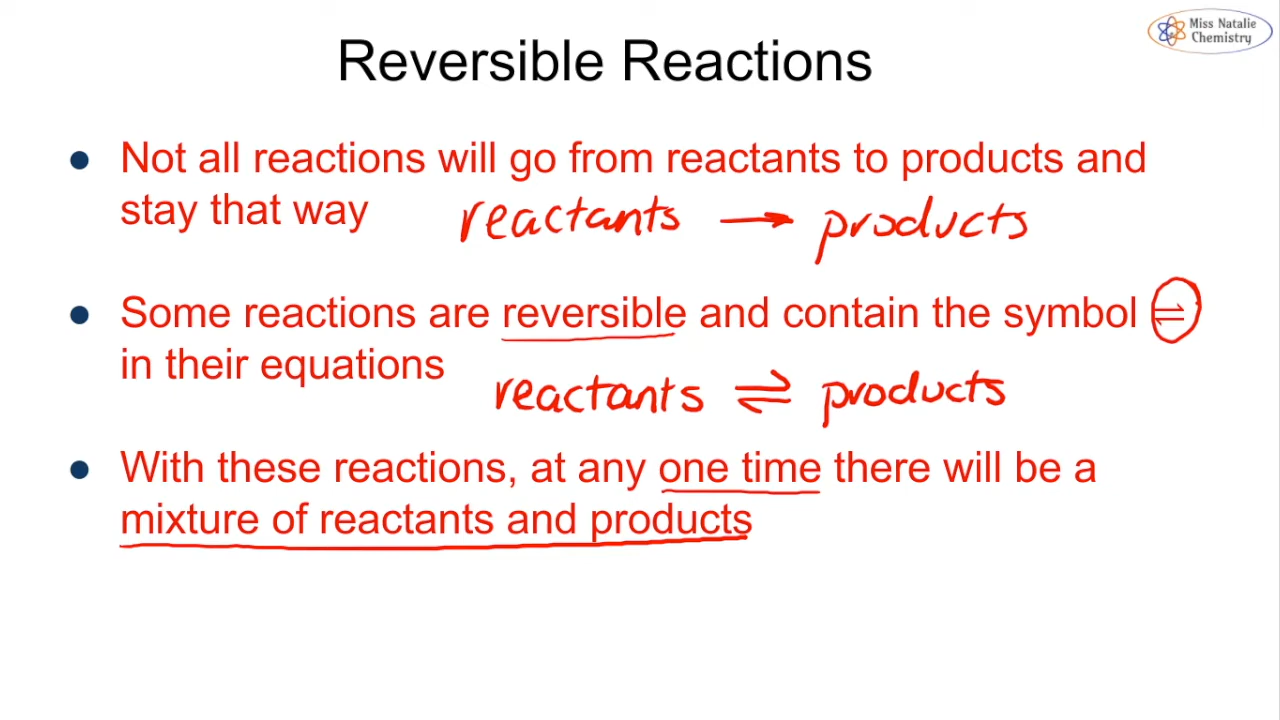 Miss Natalie
Chemistry
Reversible Reactions
● Not all reactions will go from reactants to products and
stay that way
reactants → products
● Some reactions are reversible and contain the symbol ⇌
in their equations
reactants ⇌ products
● With these reactions, at any one time there will be a
mixture of reactants and products